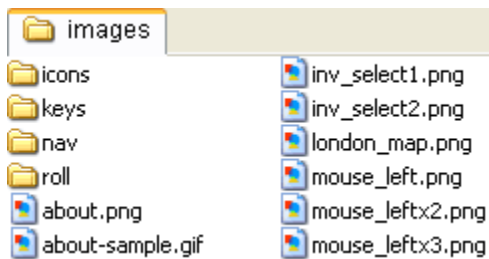 images
icons
keys
nav
roll
about.png
about-sample.gif
inv_select1.png
inv_select2.png
london_map.png
mouse_left.png
mouse_leftx2.png
mouse_leftx3.png